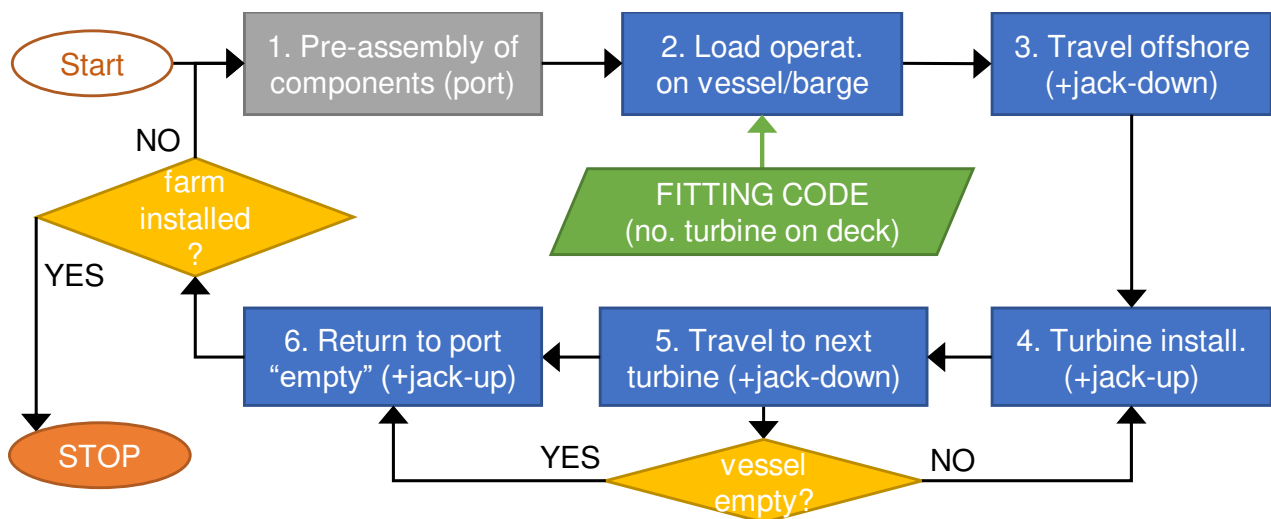 Start
1. Pre-assembly of
components (port)
2. Load operat.
on vessel/barge
3. Travel offshore
(+jack-down)
NO
farm
installed
?
YES
FITTING CODE
(no. turbine on deck)
6. Return to port
“empty” (+jack-up)
5. Travel to next
turbine (+jack-down)
4. Turbine install.
(+jack-up)
STOP
YES
vessel
empty?
NO